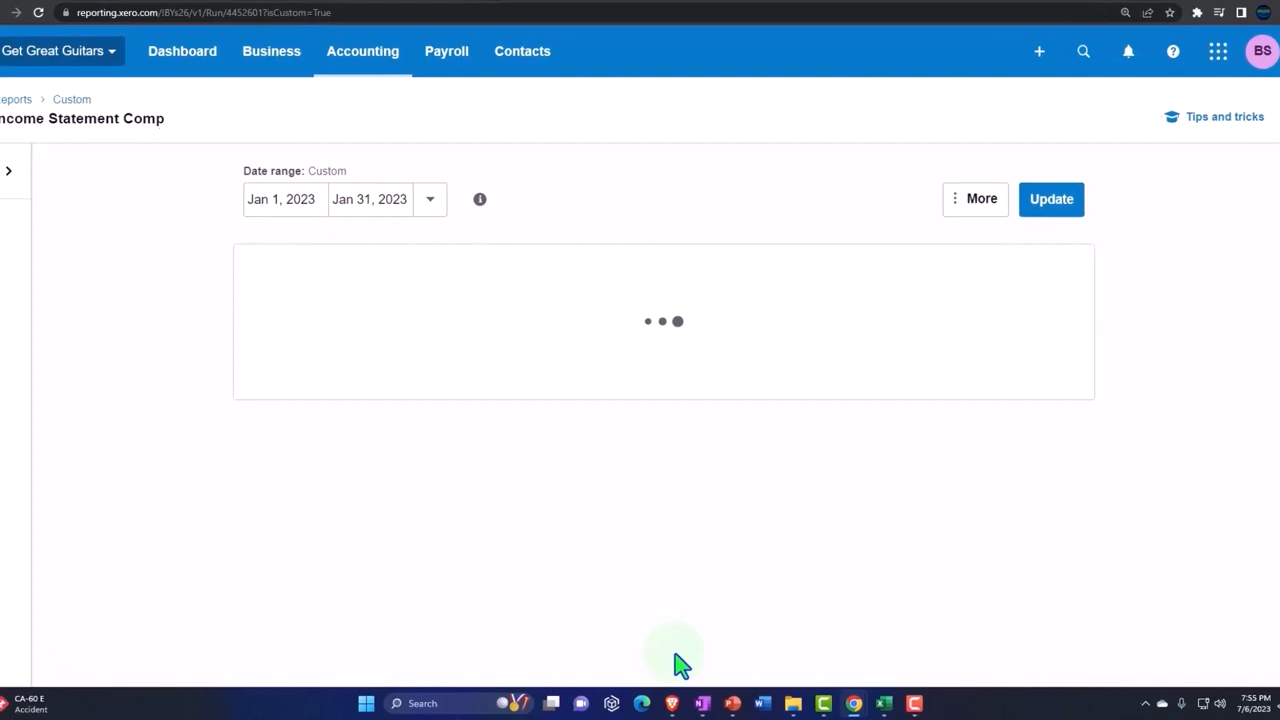 reporting.xero.com/!BYs26/v1/Run/4452601?isCustom=True
Get Great Guitars
Dashboard
Business
Accounting
Payroll
Contacts
BS
eports > Custom
ncome Statement Comp
Tips and tricks
Date range: Custom
Jan 1, 2023
Jan 31, 2023
More
Update
CA-60 E
Accident
Search
7:55 PM
7/6/2023